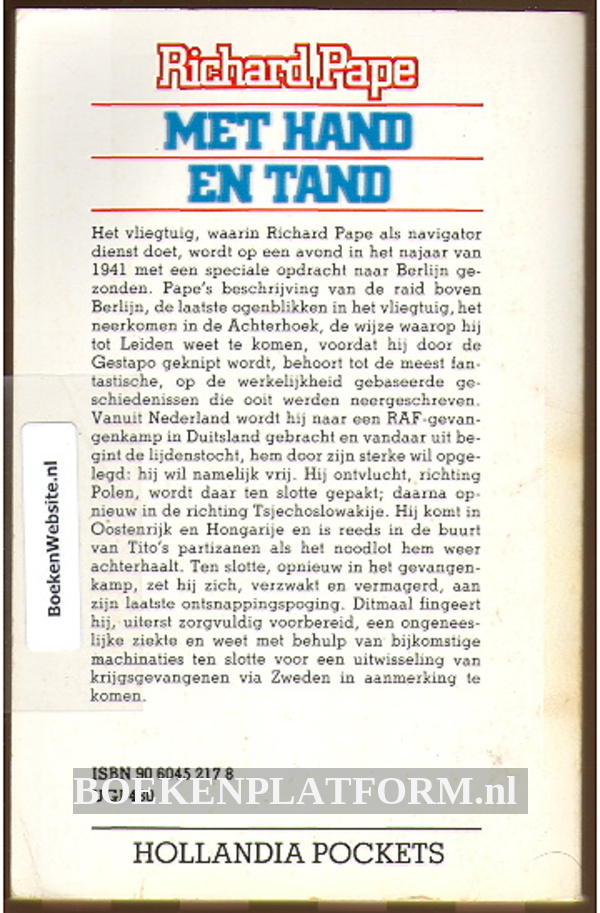 Richard Pape
MET HAND
EN TAND
Het vliegtuig, waarin Richard Pape als navigator
dienst doet, wordt op een avond in het najaar van
1941 met een speciale opdracht naar Berlijn ge-
zonden. Pape's beschrijving van de raid boven
Berlijn, de laatste ogenblikken in het vliegtuig, het
neerkomen in de Achterhoek, de wijze waarop hij
tot Leiden weet te komen, voordat hij door de
Gestapo geknipt wordt, behoort tot de meest fan-
tastische, op de werkelijkheid gebaseerde ge-
schiedenissen die ooit werden neergeschreven.
Vanuit Nederland wordt hij naar een RAF-gevan-
genkamp in Duitsland gebracht en vandaar uit be-
gint de lijdenstocht, hem door zijn sterke wil opge-
legd: hij wil namelijk vrij. Hij ontvlucht, richting
Polen, wordt daar ten slotte gepakt; daarna op-
nieuw in de richting Tsjechoslowakije. Hij komt in
Oostenrijk en Hongarije en is reeds in de buurt
van Tito's partizanen als het noodlot hem weer
achterhaalt. Ten slotte, opnieuw in het gevangen-
kamp, zet hij zich, verzwakt en vermagerd, aan
zijn laatste ontsnappingspoging. Ditmaal fingeert
hij, uiterst zorgvuldig voorbereid, een ongenees-
lijke ziekte en weet met behulp van bijkomstige
machinaties ten slotte voor een uitwisseling van
krijgsgevangenen via Zweden in aanmerking te
komen.
BoekenWebsite.nl
ISBN 90 6045 217 8
BOEKENPLATFORM.nl
HOLLANDIA POCKETS